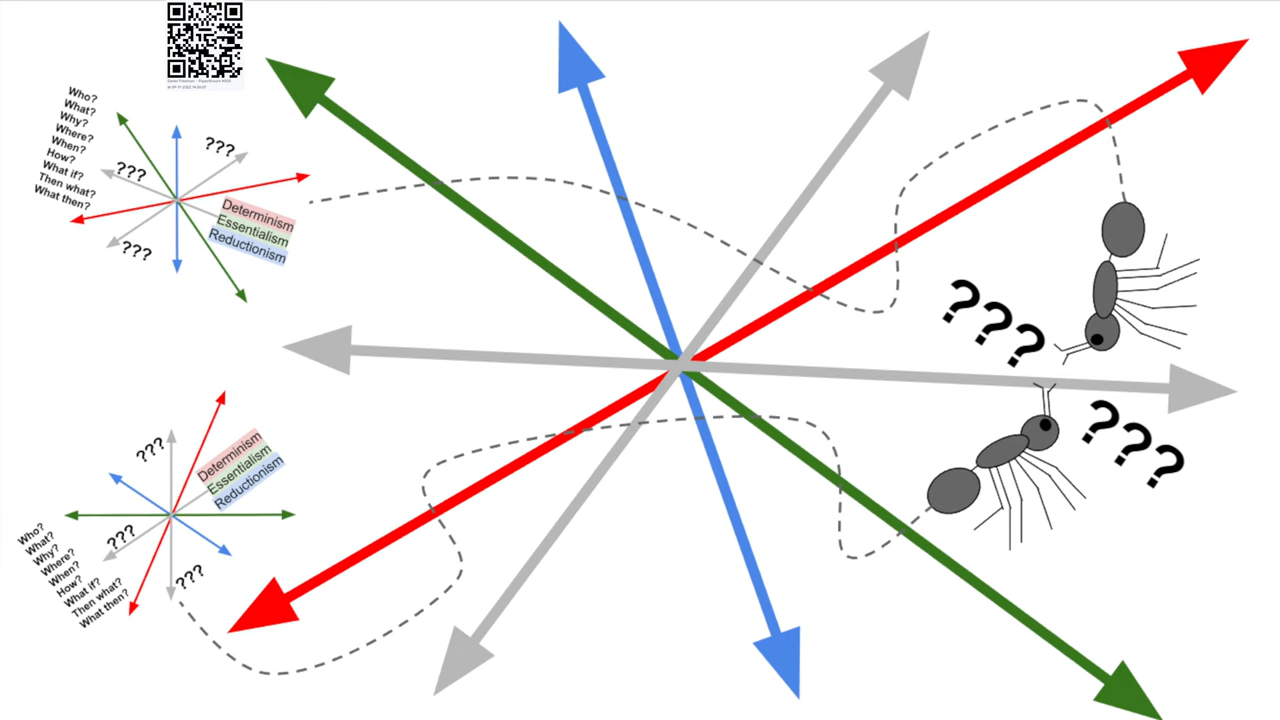 Who?
What?
Why?
Where?
When?
How?
What if?
Then what?
What then?
???
???
???
Determinism
Essentialism
Reductionism
???
???
???
???
???
Determinism
Essentialism
Reductionism
Who?
What?
Why?
Where?
When?
How?
What if?
Then what?
What then?